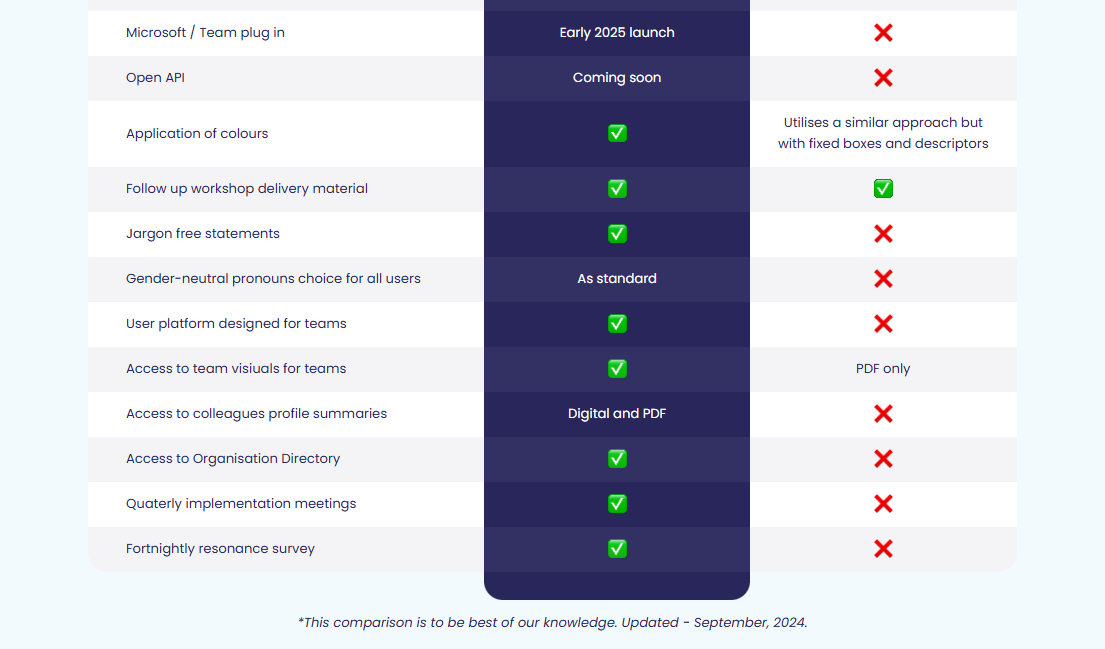 Microsoft / Team plug in Early 2025 launch ❌
Open API Coming soon ❌
Application of colours ✅ Utilises a similar approach but
with fixed boxes and descriptors
Follow up workshop delivery material ✅ ✅
Jargon free statements ✅ ❌
Gender-neutral pronouns choice for all users As standard ❌
User platform designed for teams ✅ ❌
Access to team visiuals for teams ✅ PDF only
Access to colleagues profile summaries Digital and PDF ❌
Access to Organisation Directory ✅ ❌
Quaterly implementation meetings ✅ ❌
Fortnightly resonance survey ✅ ❌
*This comparison is to be best of our knowledge. Updated - September, 2024.